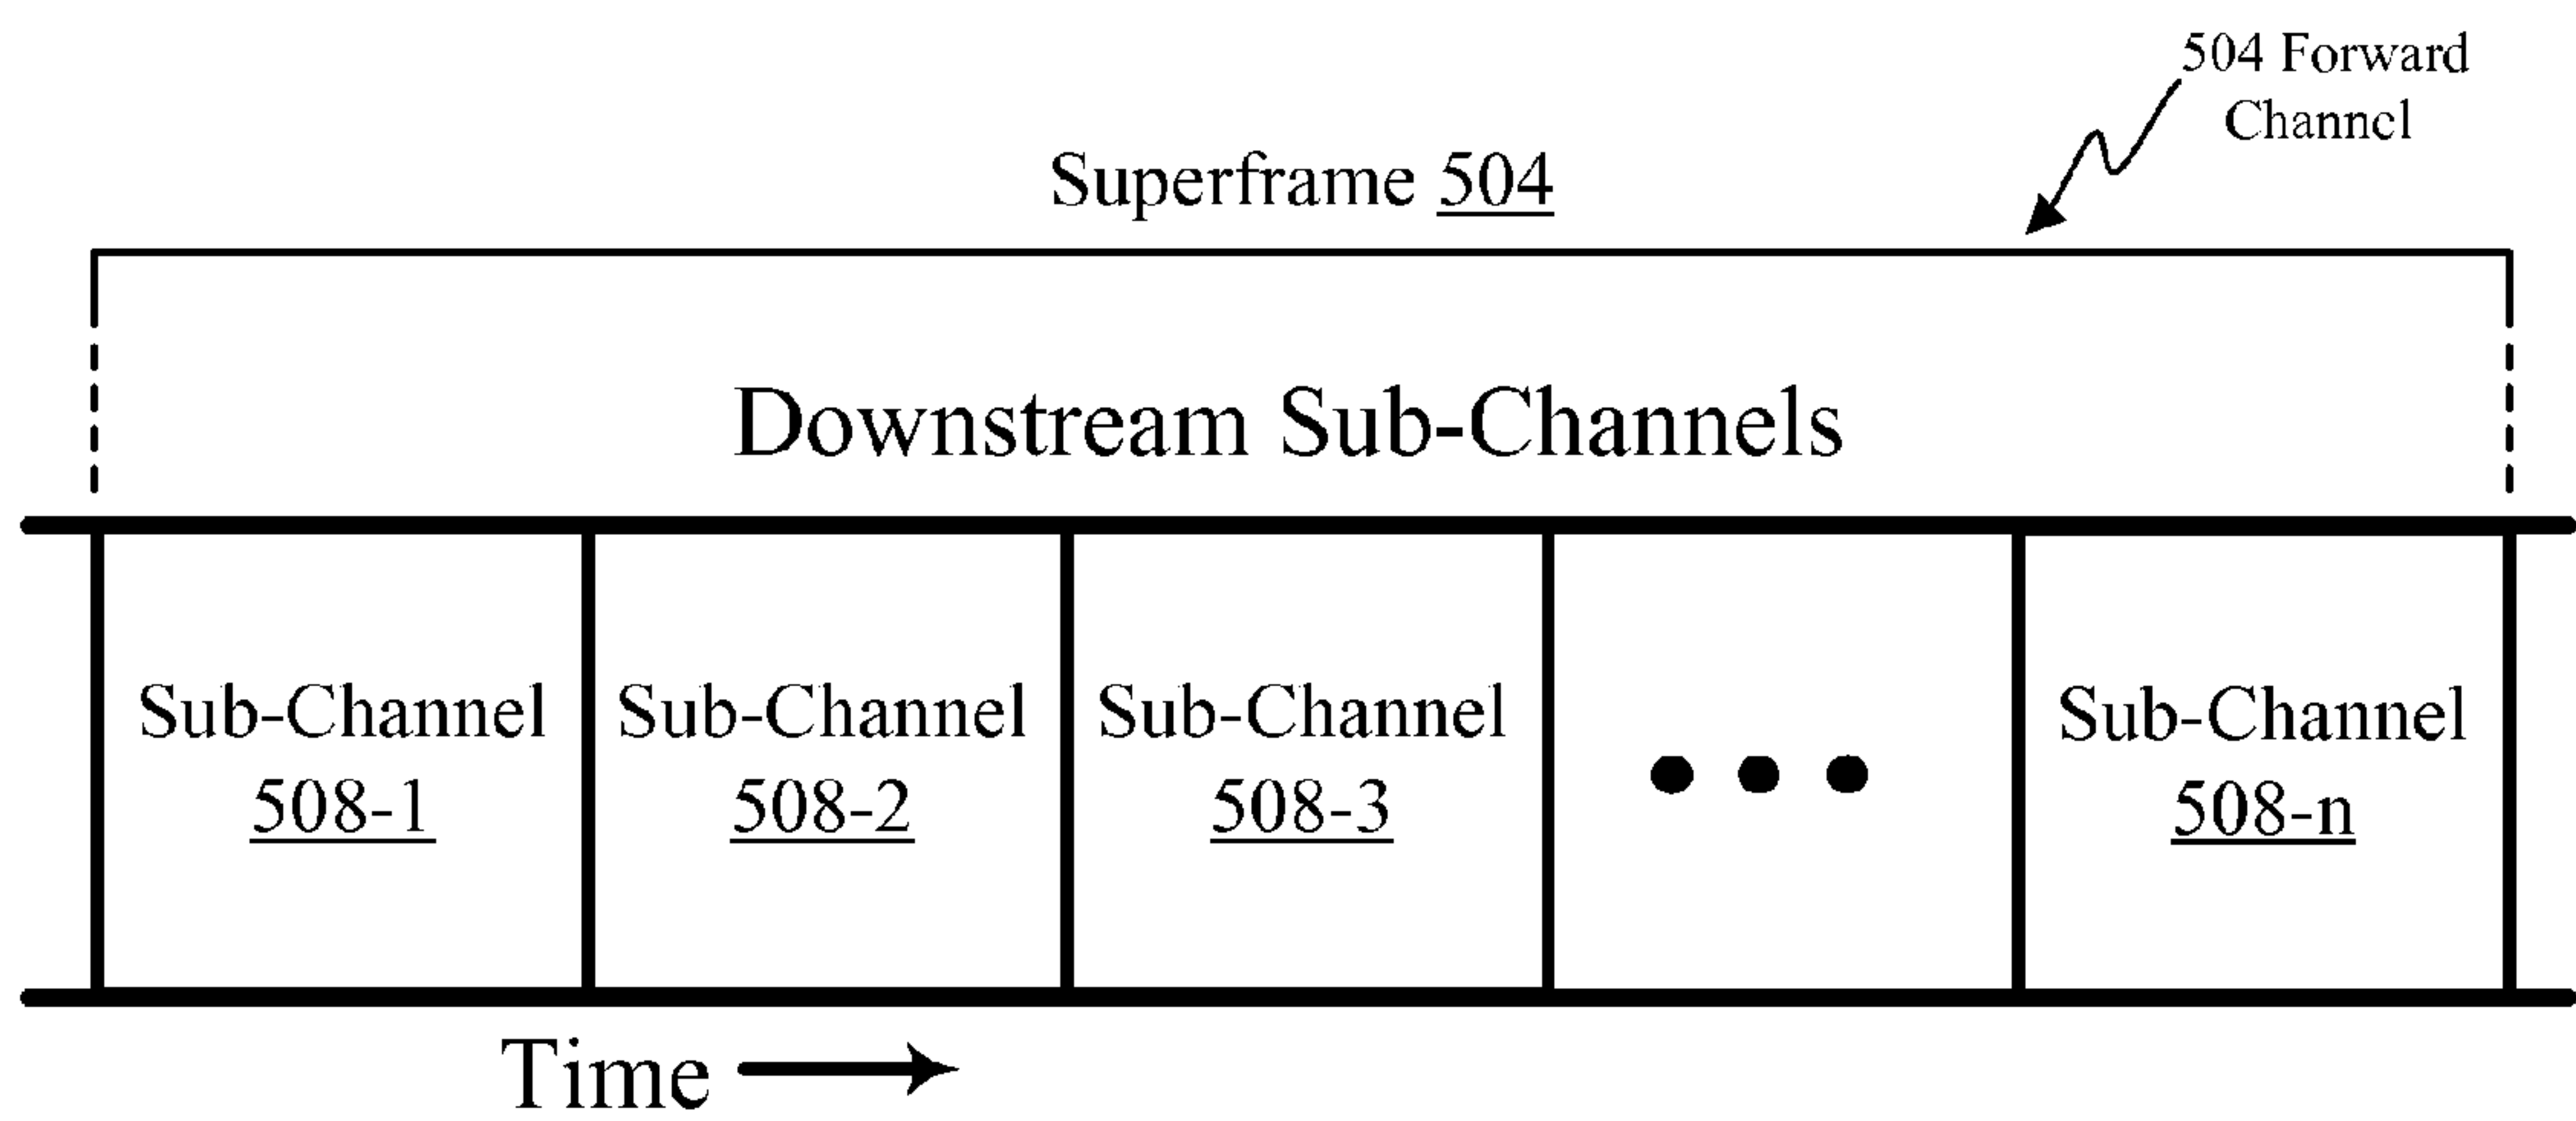 504 Forward
Channel
Superframe 504
Downstream Sub-Channels
Sub-Channel
508-1
Sub-Channel
508-2
Sub-Channel
508-3
Sub-Channel
508-n
Time